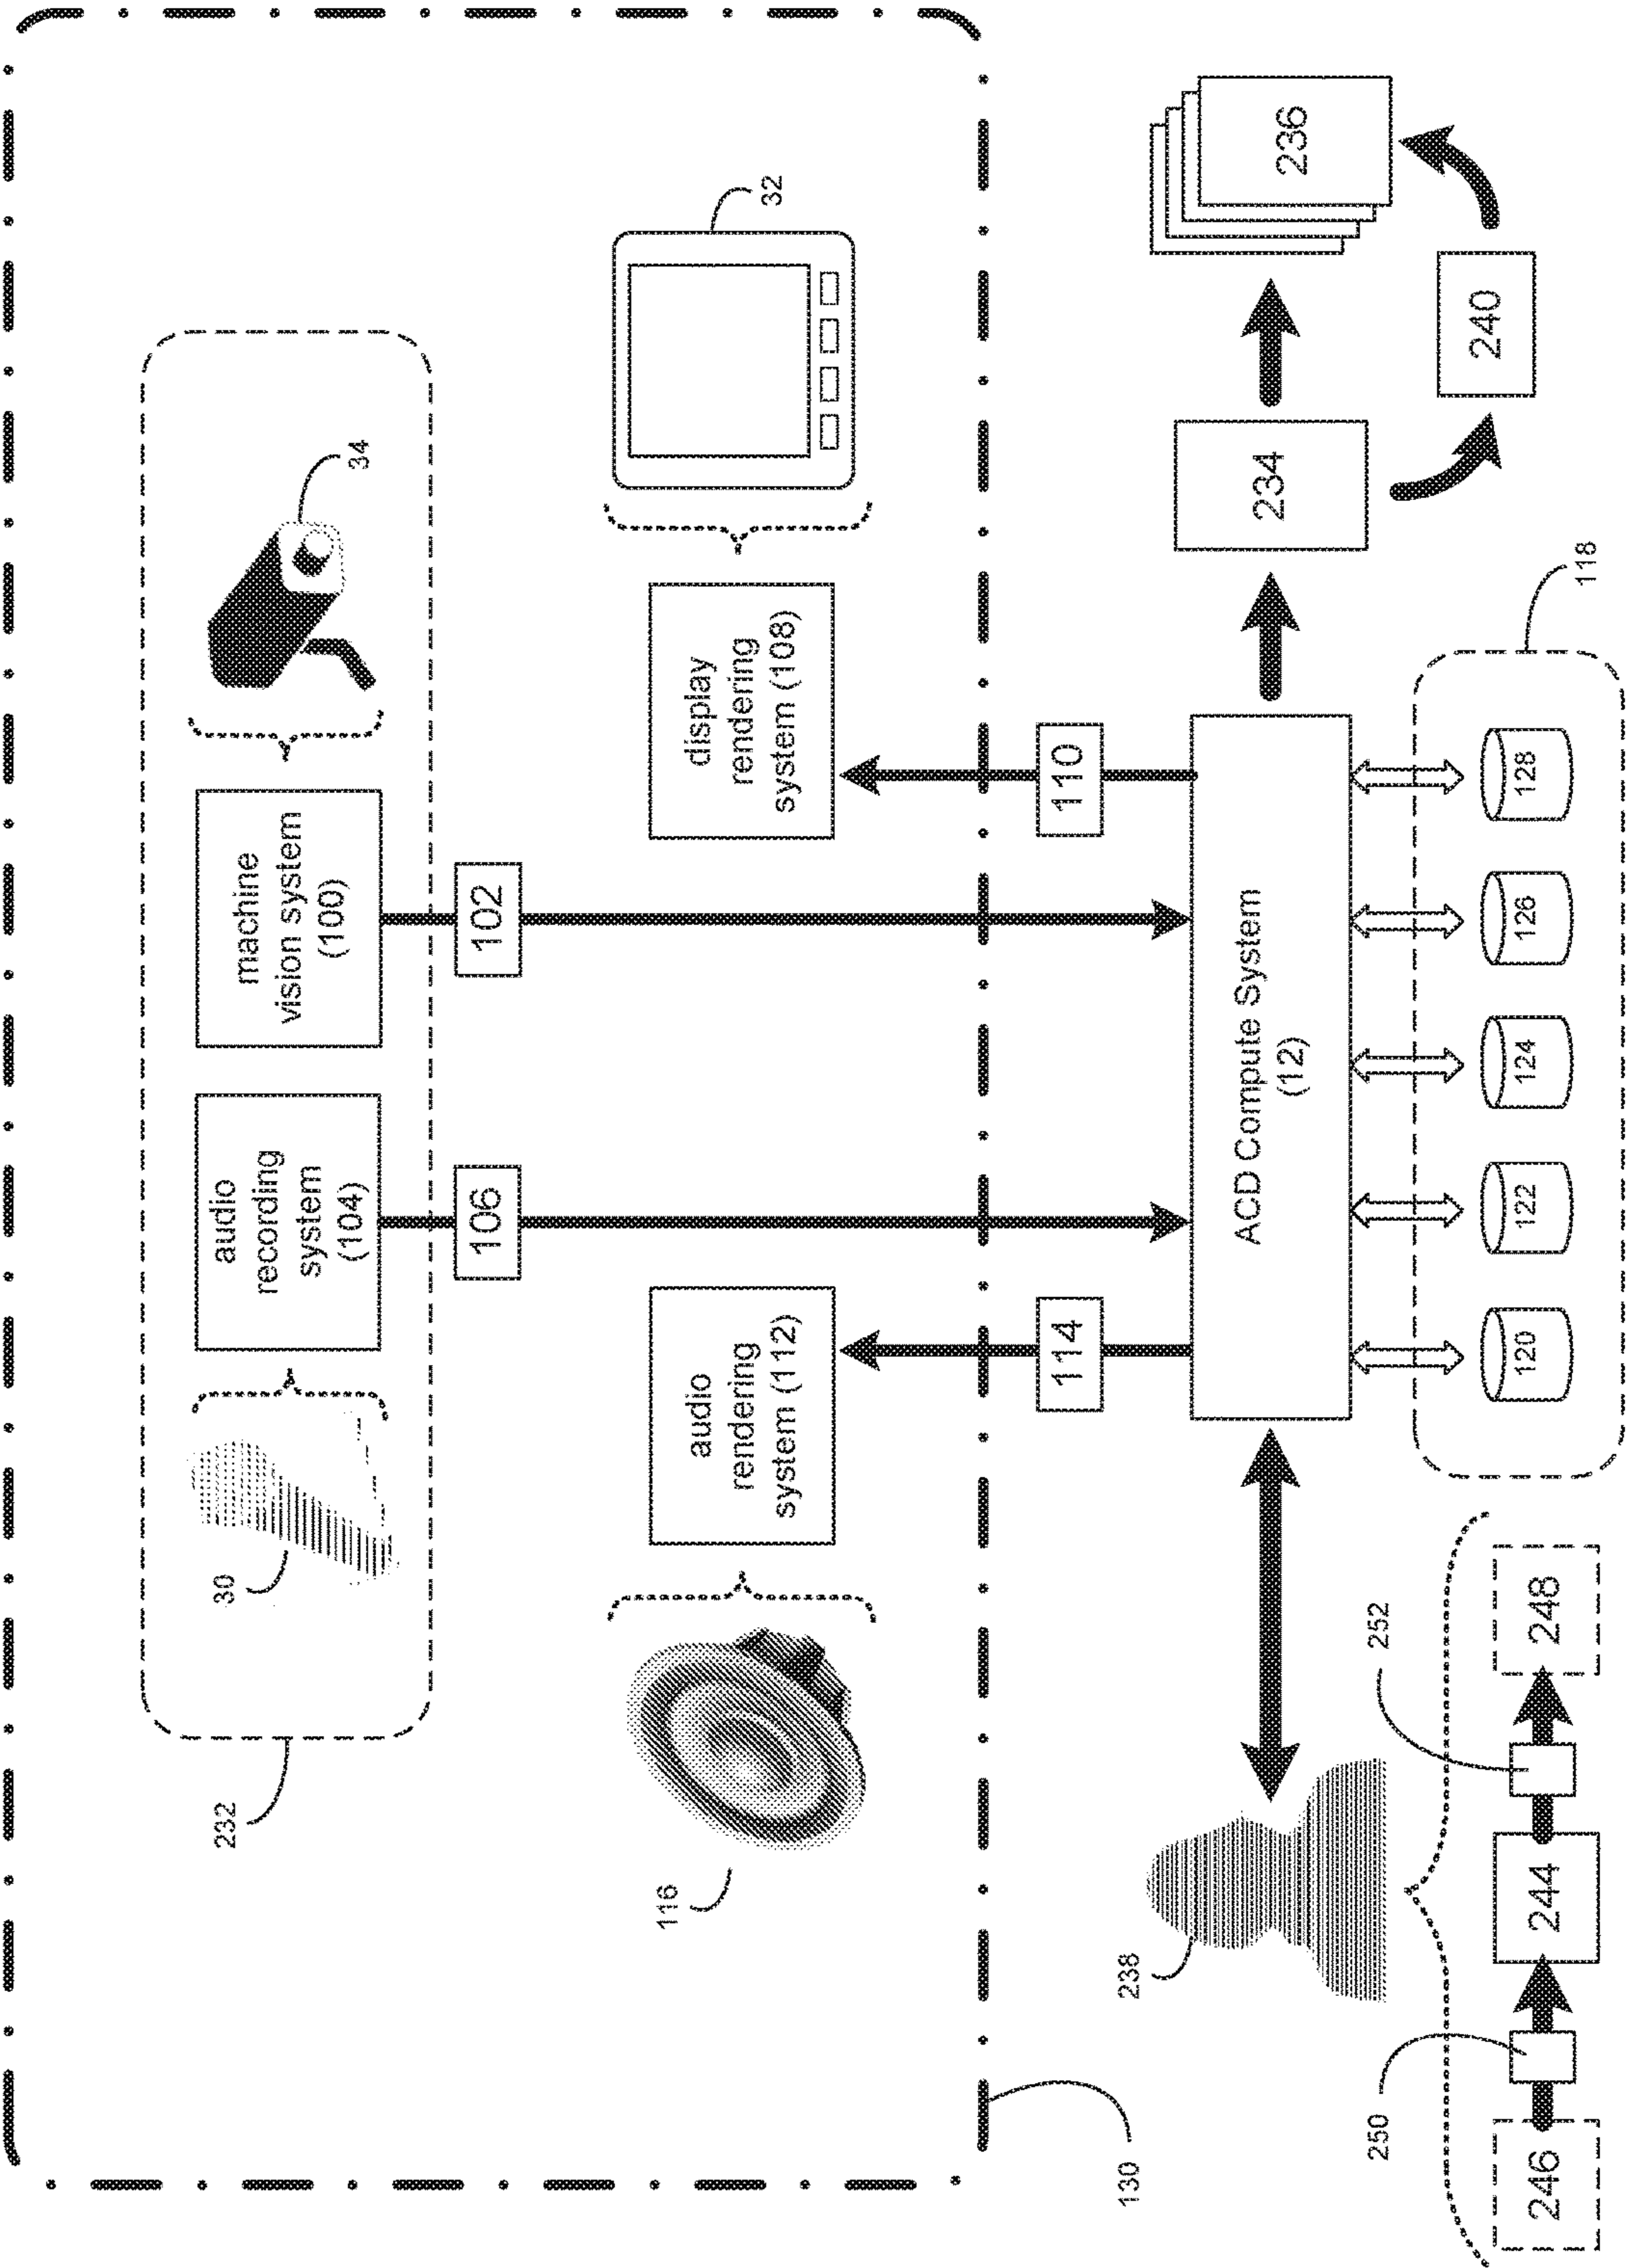 232
30
audio
recording
system
(104)
machine
vision system
(100)
34
106
102
116
audio
rendering
system (112)
display
rendering
system (108)
32
130
114
110
238
ACD Compute System
(12)
234
236
240
250
252
246
244
248
120
122
124
126
128
118